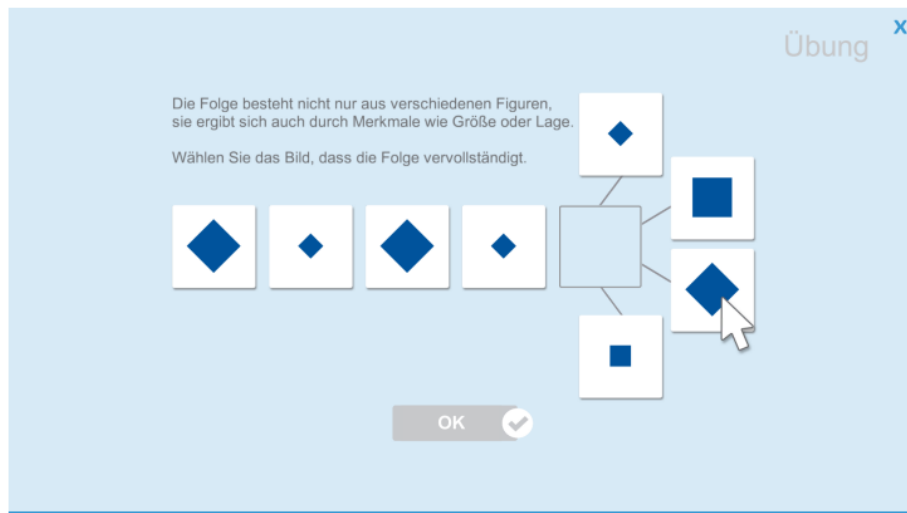 X
Übung
Die Folge besteht nicht nur aus verschiedenen Figuren,
sie ergibt sich auch durch Merkmale wie Größe oder Lage.
Wählen Sie das Bild, dass die Folge vervollständigt.
OK